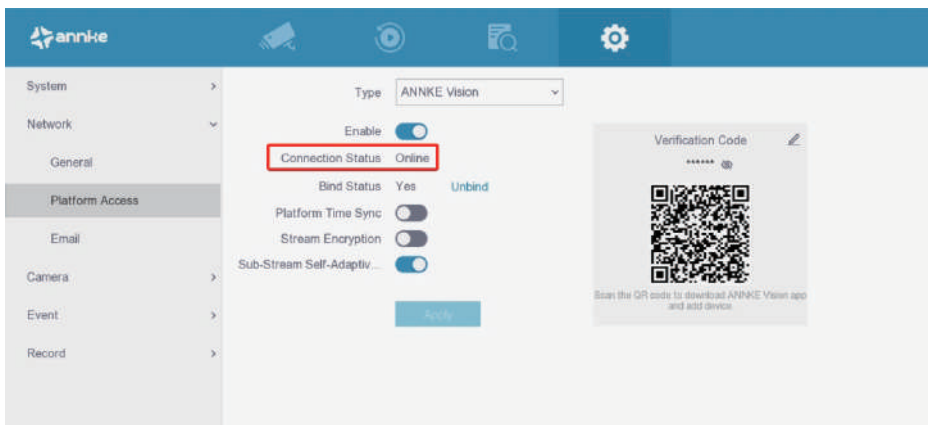 annke
System
Network
General
Platform Access
Email
Camera
Event
Record
Type ANNKE Vision
Enable
Connection Status Online
Bind Status Yes Unbind
Platform Time Sync
Stream Encryption
Sub-Stream Self-Adaptiv...
Apply
Verification Code
******
Scan the QR code to download ANNKE Vision app
and add device